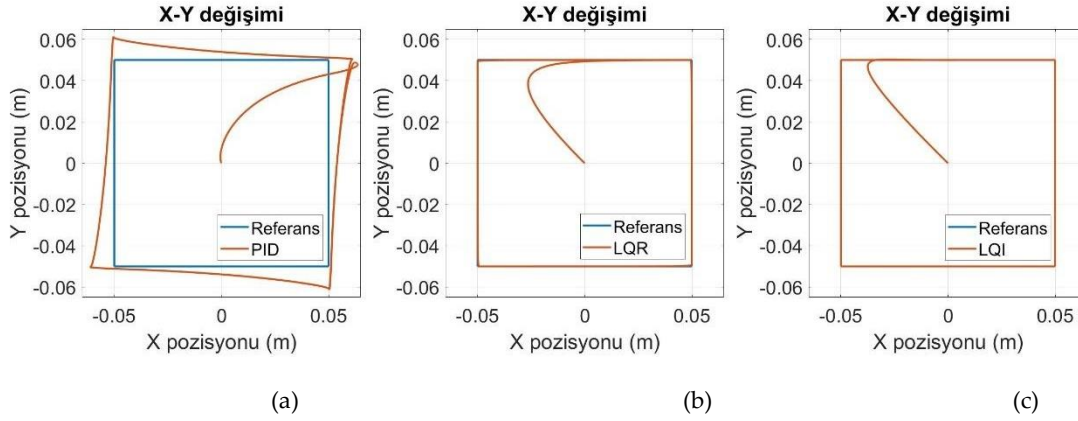 X-Y değişimi
Y pozisyonu (m)
0.06
0.04
0.02
0
-0.02
-0.04
-0.06
Referans
PID
-0.05
0
0.05
X pozisyonu (m)
(a)
X-Y değişimi
Y pozisyonu (m)
0.06
0.04
0.02
0
-0.02
-0.04
-0.06
Referans
LQR
-0.05
0
0.05
X pozisyonu (m)
(b)
X-Y değişimi
Y pozisyonu (m)
0.06
0.04
0.02
0
-0.02
-0.04
-0.06
Referans
LQI
-0.05
0
0.05
X pozisyonu (m)
(c)